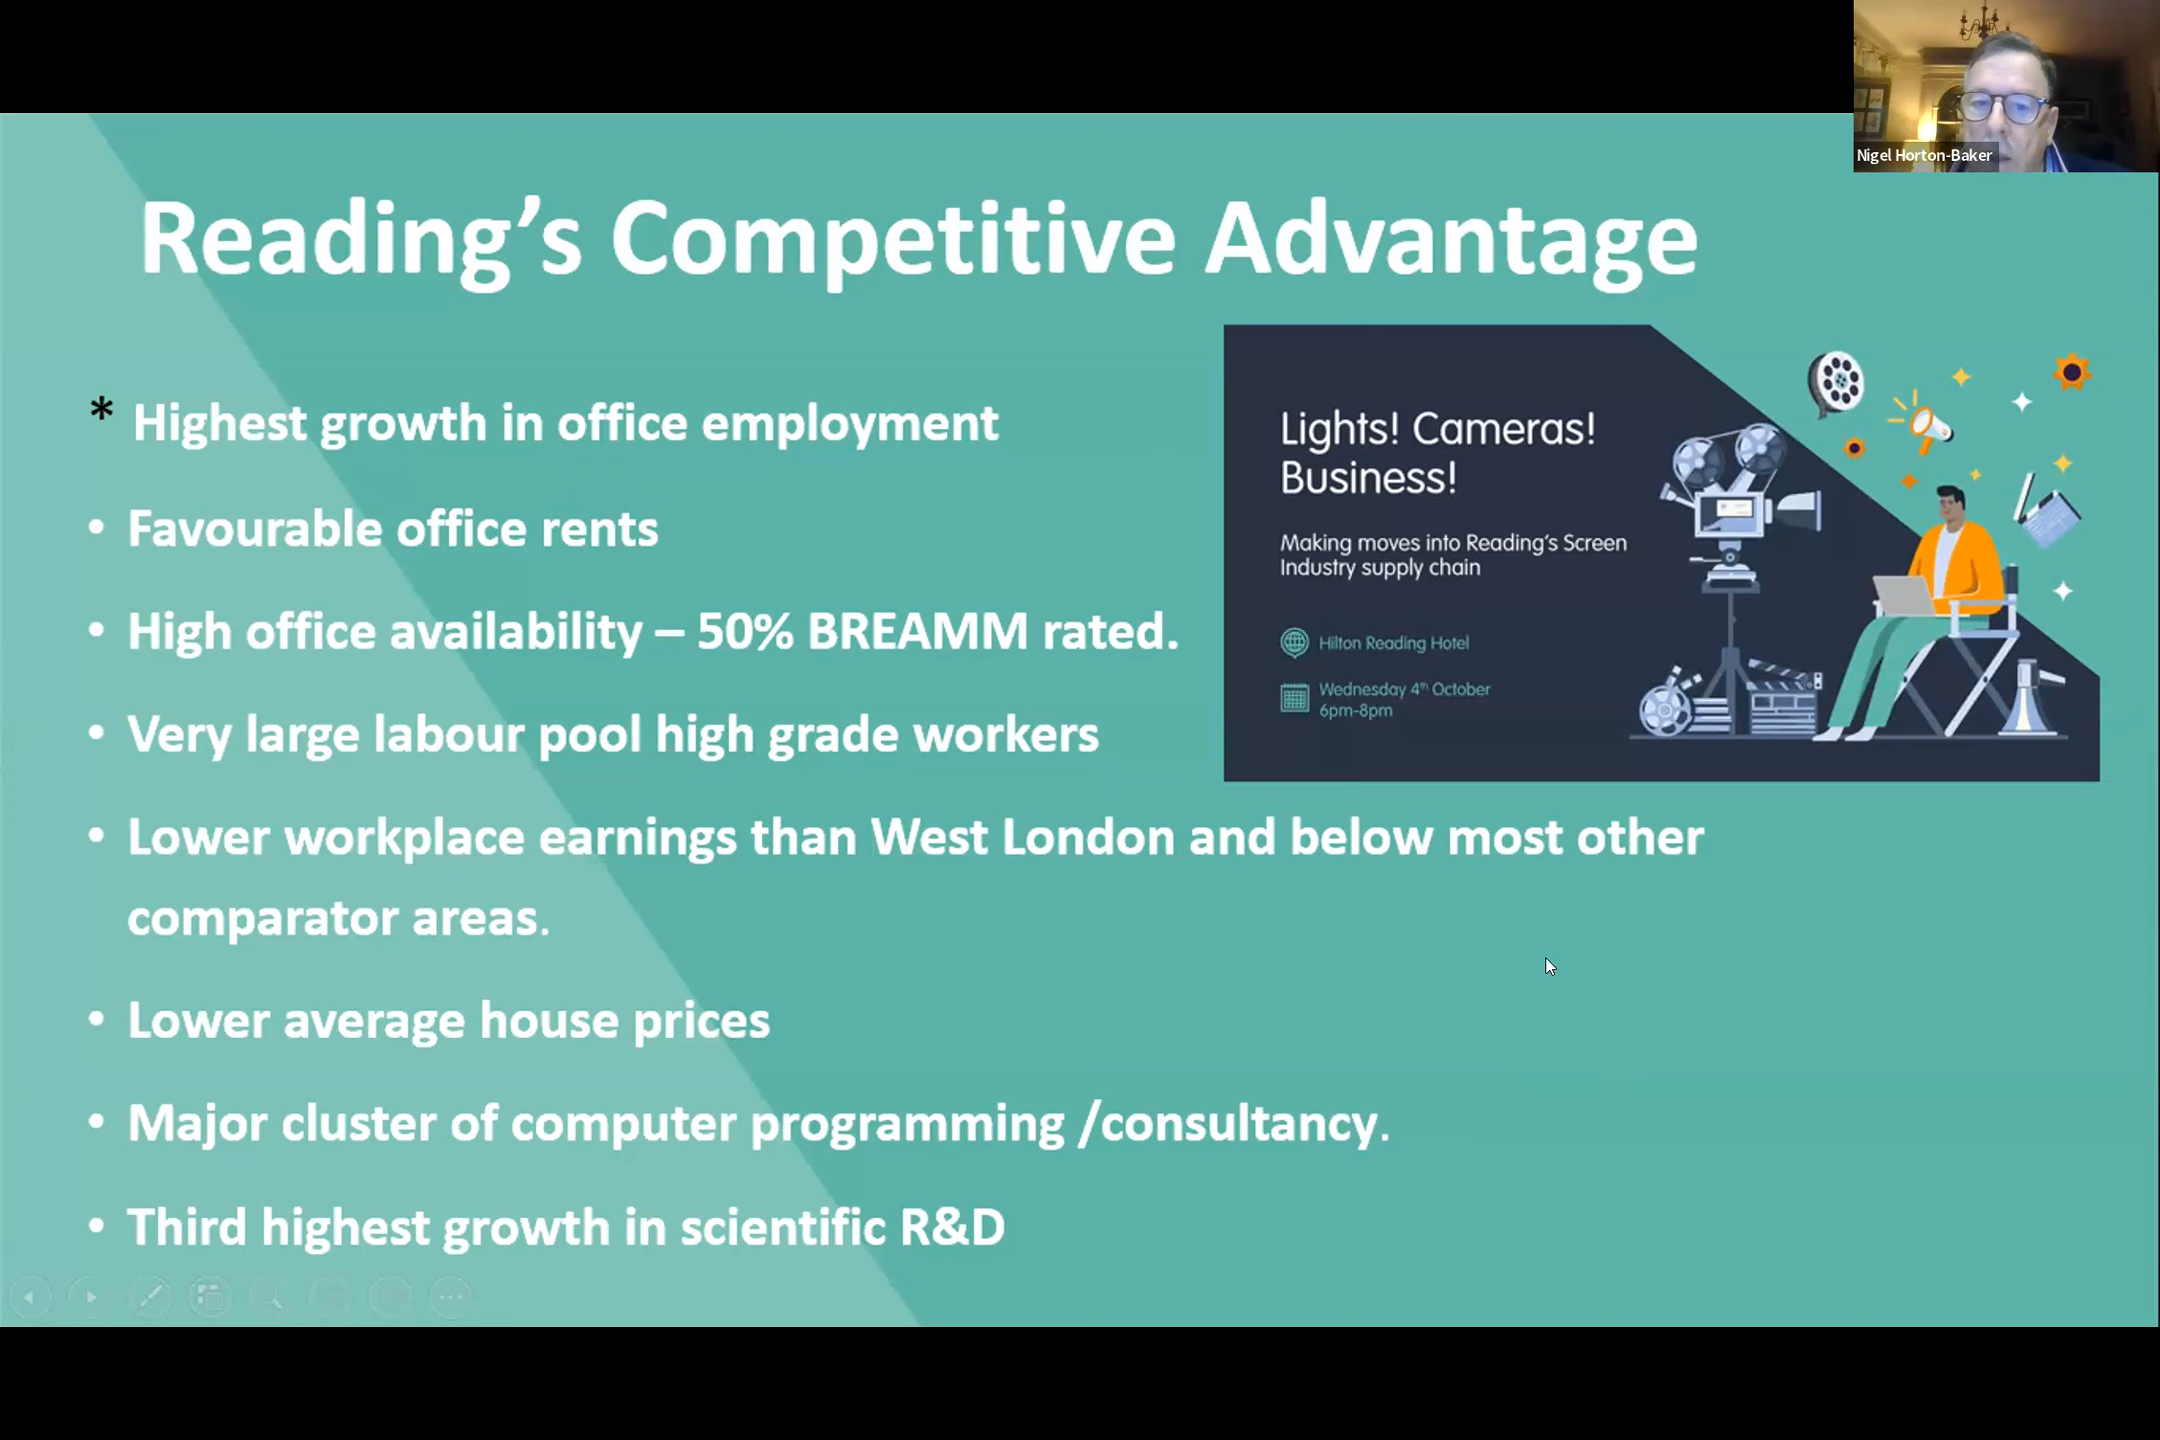 Nigel Horton-Baker
Reading’s Competitive Advantage
* Highest growth in office employment
• Favourable office rents
• High office availability – 50% BREAMM rated.
• Very large labour pool high grade workers
• Lower workplace earnings than West London and below most other
comparator areas.
• Lower average house prices
• Major cluster of computer programming /consultancy.
• Third highest growth in scientific R&D
Lights! Cameras!
Business!
Making moves into Reading’s Screen
Industry supply chain
Hilton Reading Hotel
Wednesday 4th October
6pm-8pm